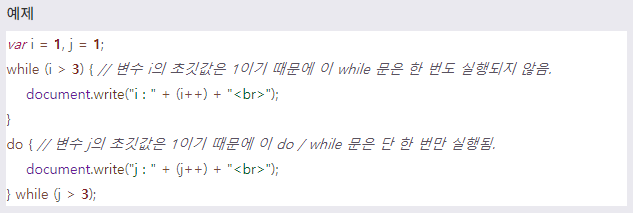 예제
var i = 1, j = 1;
while (i > 3) { // 변수 i의 초깃값은 1이기 때문에 이 while 문은 한 번도 실행되지 않음.
document.write("i : " + (i++) + "<br>");
}
do { // 변수 j의 초깃값은 1이기 때문에 이 do / while 문은 단 한 번만 실행됨.
document.write("j : " + (j++) + "<br>");
} while (j > 3);